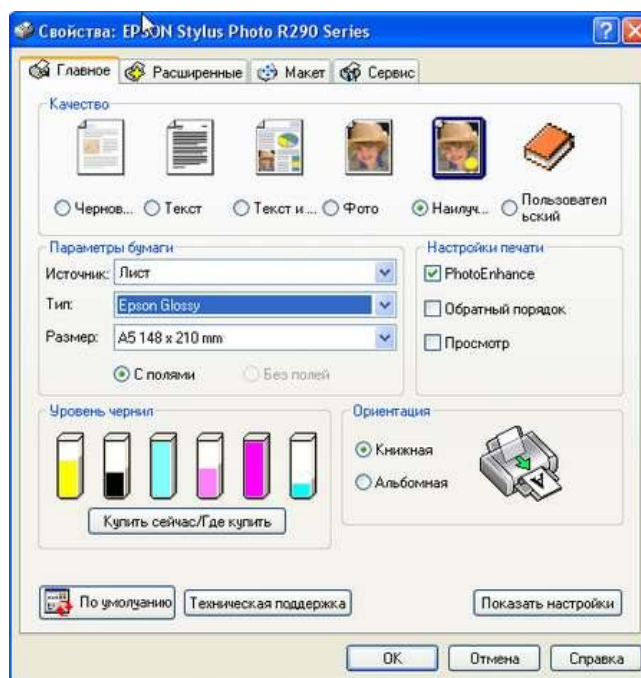 Свойства: EPSON Stylus Photo R290 Series
Главное Расширенные Макет Сервис
Качество
Чернов... Текст Текст и ... Фото Наилуч... Пользовател
ьский
Параметры бумаги
Источник: Лист
Тип: Epson Glossy
Размер: A5 148 x 210 mm
С полями Без полей
Настройки печати
PhotoEnhance
Обратный порядок
Просмотр
Уровень чернил
Купить сейчас/Где купить
Ориентация
Книжная
Альбомная
A
По умолчанию Техническая поддержка Показать настройки
OK Отмена Справка